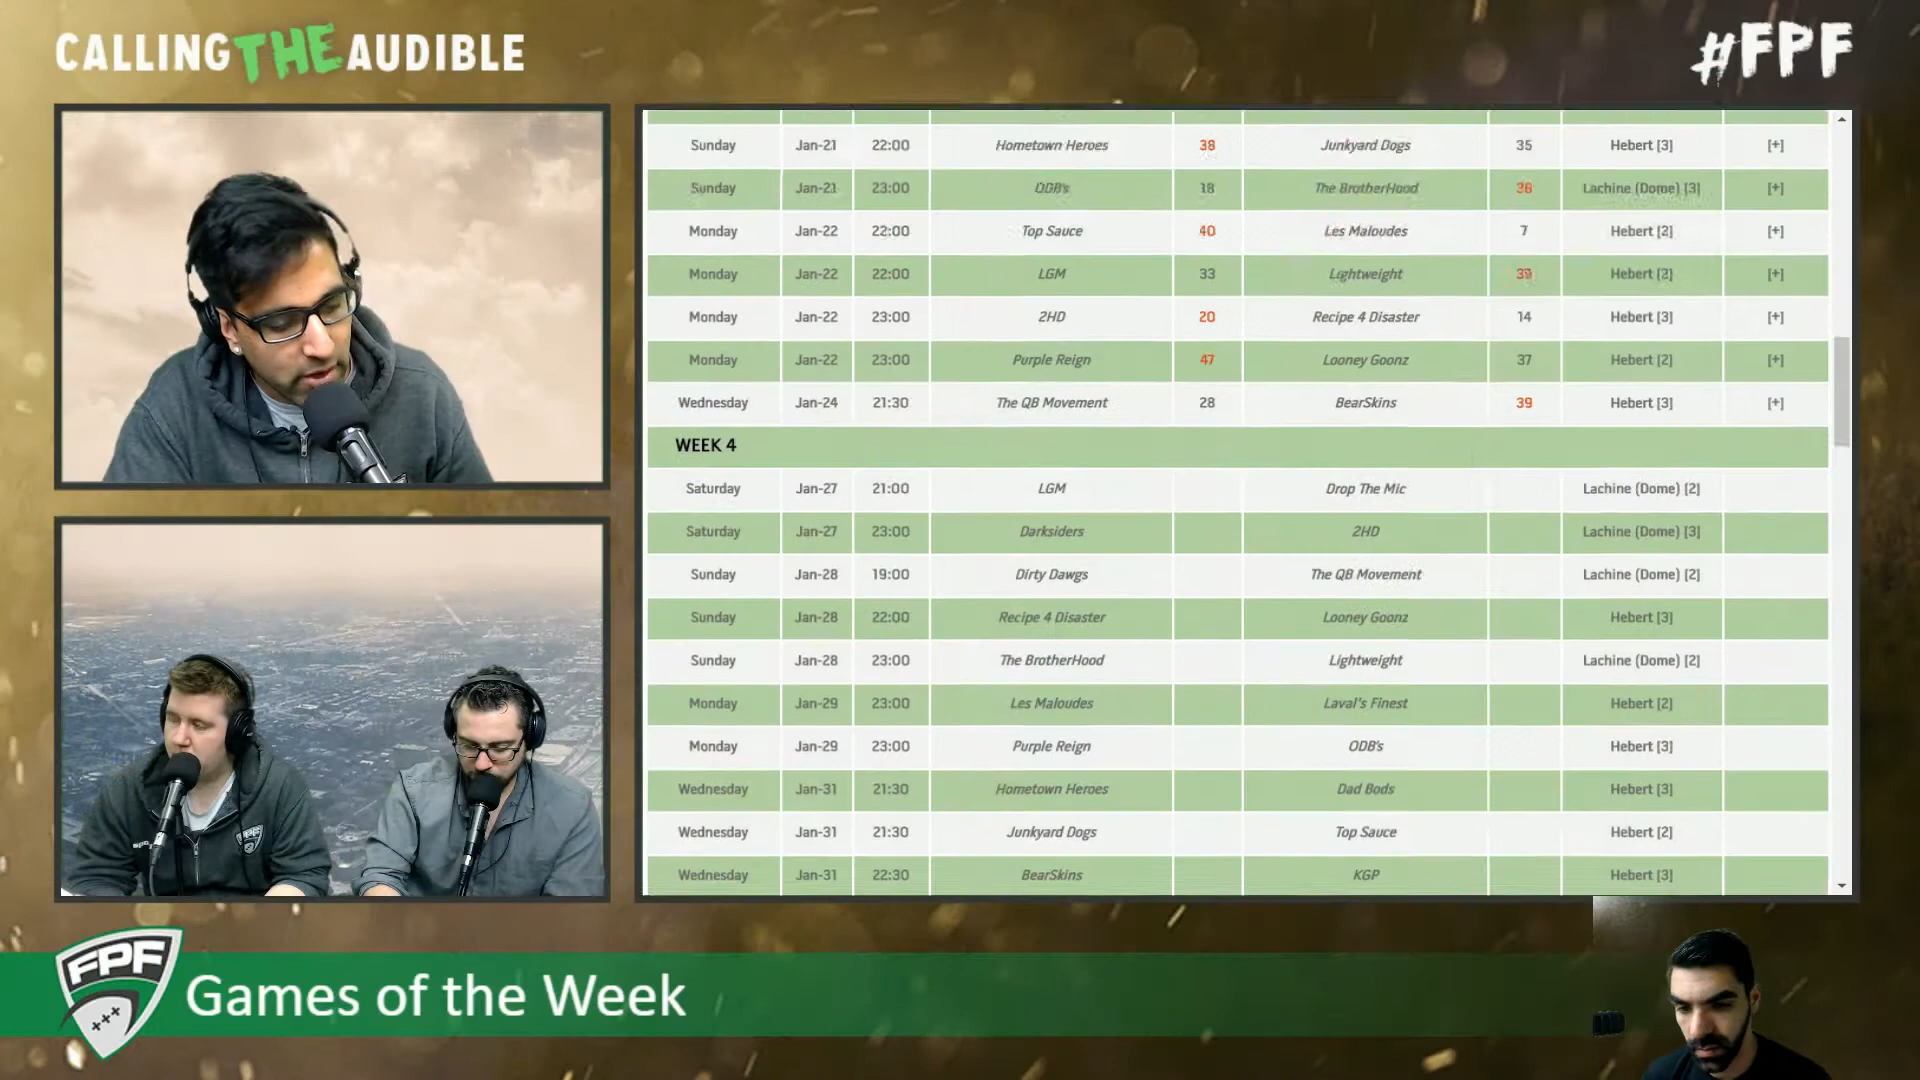 CALLING THE AUDIBLE
#FPF
Sunday Jan-21 22:00 Hometown Heroes 38 Junkyard Dogs 35 Hebert [3] [+]
Sunday Jan-21 23:00 ODB's 18 The BrotherHood 36 Lachine (Dome) [3] [+]
Monday Jan-22 22:00 Top Sauce 40 Les Maloudes 7 Hebert [2] [+]
Monday Jan-22 22:00 LGM 33 Lightweight Hebert [2] [+]
Monday Jan-22 23:00 2HD 20 Recipe 4 Disaster 14 Hebert [3] [+]
Monday Jan-22 23:00 Purple Reign 47 Looney Goonz 37 Hebert [2] [+]
Wednesday Jan-24 21:30 The QB Movement 28 BearSkins 39 Hebert [3] [+]
WEEK 4
Saturday Jan-27 21:00 LGM Drop The Mic Lachine (Dome) [2]
Saturday Jan-27 23:00 Darksiders 2HD Lachine (Dome) [3]
Sunday Jan-28 19:00 Dirty Dawgs The QB Movement Lachine (Dome) [2]
Sunday Jan-28 22:00 Recipe 4 Disaster Looney Goonz Hebert [3]
Sunday Jan-28 23:00 The BrotherHood Lightweight Lachine (Dome) [2]
Monday Jan-29 23:00 Les Maloudes Laval's Finest Hebert [2]
Monday Jan-29 23:00 Purple Reign ODB's Hebert [3]
Wednesday Jan-31 21:30 Hometown Heroes Dad Bods Hebert [3]
Wednesday Jan-31 21:30 Junkyard Dogs Top Sauce Hebert [2]
Wednesday Jan-31 22:30 BearSkins KGP Hebert [3]
FPF
Games of the Week